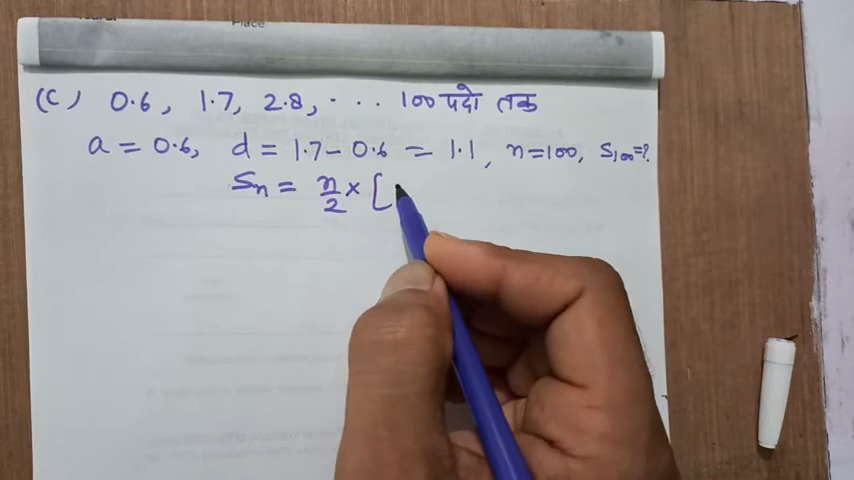 Place
(C) 0.6, 1.7, 2.8, ... 100 पदो तक
a = 0.6, d = 1.7 - 0.6 = 1.1, n=100, S₁₀₀=?
Sn = n/2 × [